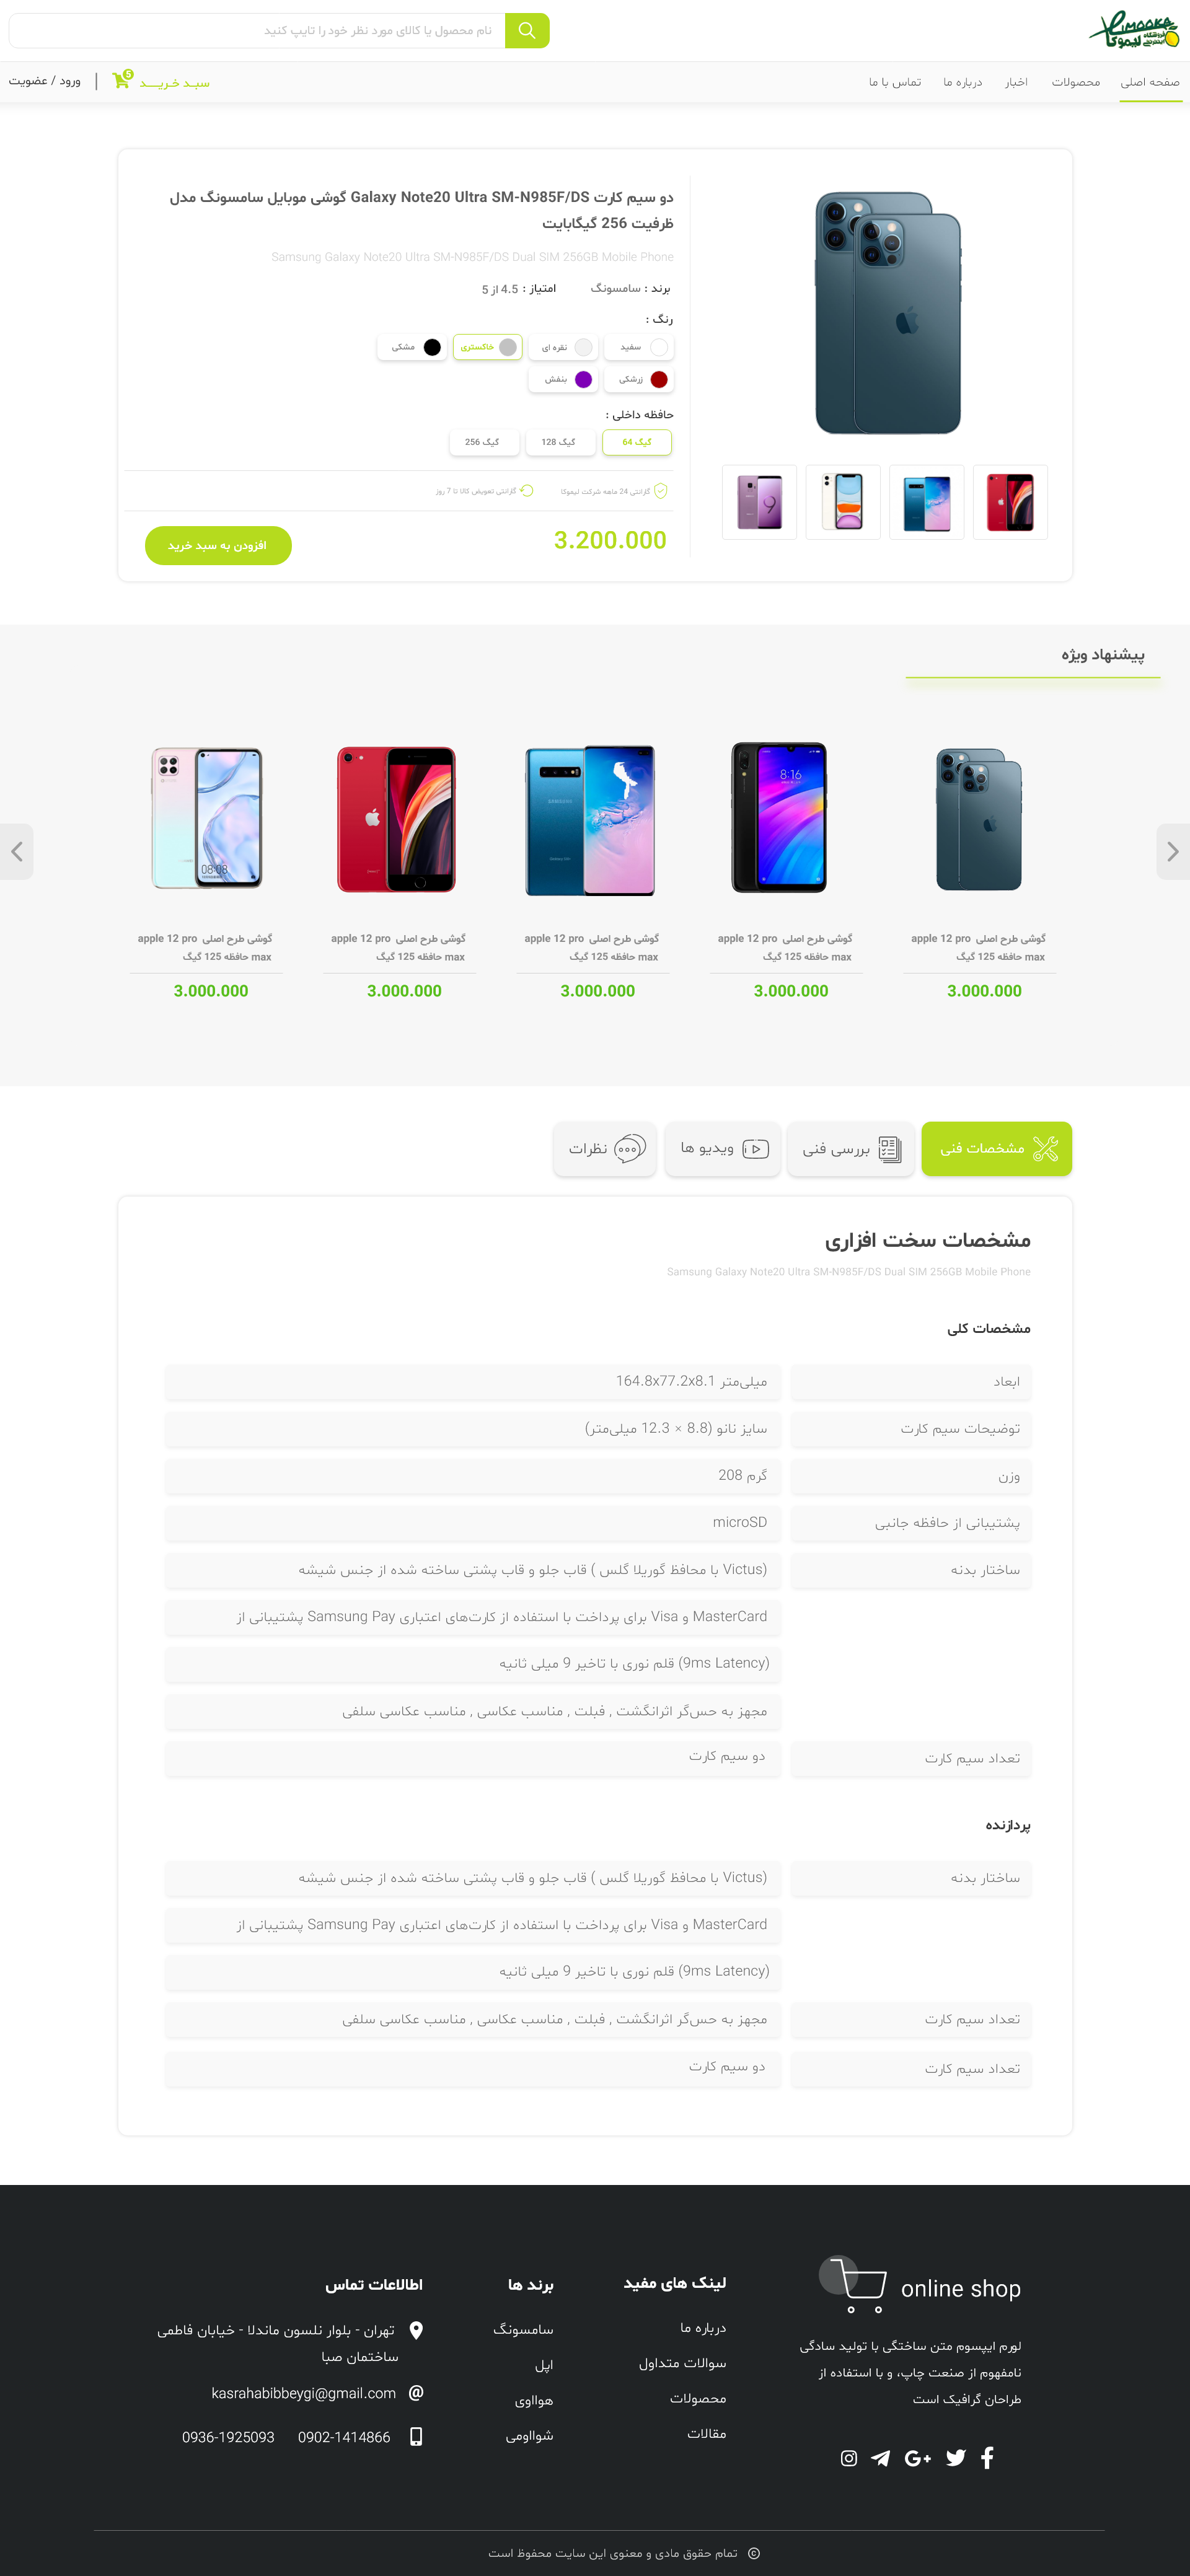 LIMOOKA
فروشگاه اینترنتی لیموکا
نام محصول یا کالای مورد نظر خود را تایپ کنید
صفحه اصلی
محصولات
اخبار
درباره ما
تماس با ما
سبـد خـریـــد
5
ورود / عضویت
دو سیم کارت Galaxy Note20 Ultra SM-N985F/DS گوشی موبایل سامسونگ مدل
ظرفیت 256 گیگابایت
Samsung Galaxy Note20 Ultra SM-N985F/DS Dual SIM 256GB Mobile Phone
برند : سامسونگ
امتیاز : 4.5 از 5
رنگ :
سفید
نقره ای
خاکستری
مشکی
زرشکی
بنفش
حافظه داخلی :
64 گیگ
128 گیگ
256 گیگ
گارانتی 24 ماهه شرکت لیموکا
گارانتی تعویض کالا تا 7 روز
3.200.000
افزودن به سبد خرید
پیشنهاد ویژه
8:16
SAMSUNG
08:08
گوشی طرح اصلی apple 12 pro
max حافظه 125 گیگ
3.000.000
گوشی طرح اصلی apple 12 pro
max حافظه 125 گیگ
3.000.000
گوشی طرح اصلی apple 12 pro
max حافظه 125 گیگ
3.000.000
گوشی طرح اصلی apple 12 pro
max حافظه 125 گیگ
3.000.000
گوشی طرح اصلی apple 12 pro
max حافظه 125 گیگ
3.000.000
مشخصات فنی
بررسی فنی
ویدیو ها
نظرات
مشخصات سخت افزاری
Samsung Galaxy Note20 Ultra SM-N985F/DS Dual SIM 256GB Mobile Phone
مشخصات کلی
ابعاد
164.8x77.2x8.1 میلی‌متر
توضیحات سیم کارت
سایز نانو (8.8 × 12.3 میلی‌متر)
وزن
208 گرم
پشتیبانی از حافظه جانبی
microSD
ساختار بدنه
(Victus با محافظ گوریلا گلس ) قاب جلو و قاب پشتی ساخته شده از جنس شیشه
MasterCard و Visa برای پرداخت با استفاده از کارت‌های اعتباری Samsung Pay پشتیبانی از
(9ms Latency) قلم نوری با تاخیر 9 میلی ثانیه
مجهز به حس‌گر اثرانگشت , فبلت , مناسب عکاسی , مناسب عکاسی سلفی
تعداد سیم کارت
دو سیم کارت
پردازنده
ساختار بدنه
(Victus با محافظ گوریلا گلس ) قاب جلو و قاب پشتی ساخته شده از جنس شیشه
MasterCard و Visa برای پرداخت با استفاده از کارت‌های اعتباری Samsung Pay پشتیبانی از
(9ms Latency) قلم نوری با تاخیر 9 میلی ثانیه
تعداد سیم کارت
مجهز به حس‌گر اثرانگشت , فبلت , مناسب عکاسی , مناسب عکاسی سلفی
تعداد سیم کارت
دو سیم کارت
online shop
لورم ایپسوم متن ساختگی با تولید سادگی
نامفهوم از صنعت چاپ، و با استفاده از
طراحان گرافیک است
لینک های مفید
درباره ما
سوالات متداول
محصولات
مقالات
برند ها
سامسونگ
اپل
هوااوی
شوااومی
اطالاعات تماس
تهران - بلوار نلسون ماندلا - خیابان فاطمی
ساختمان صبا
kasrahabibbeygi@gmail.com
0902-1414866
0936-1925093
© تمام حقوق مادی و معنوی این سایت محفوظ است